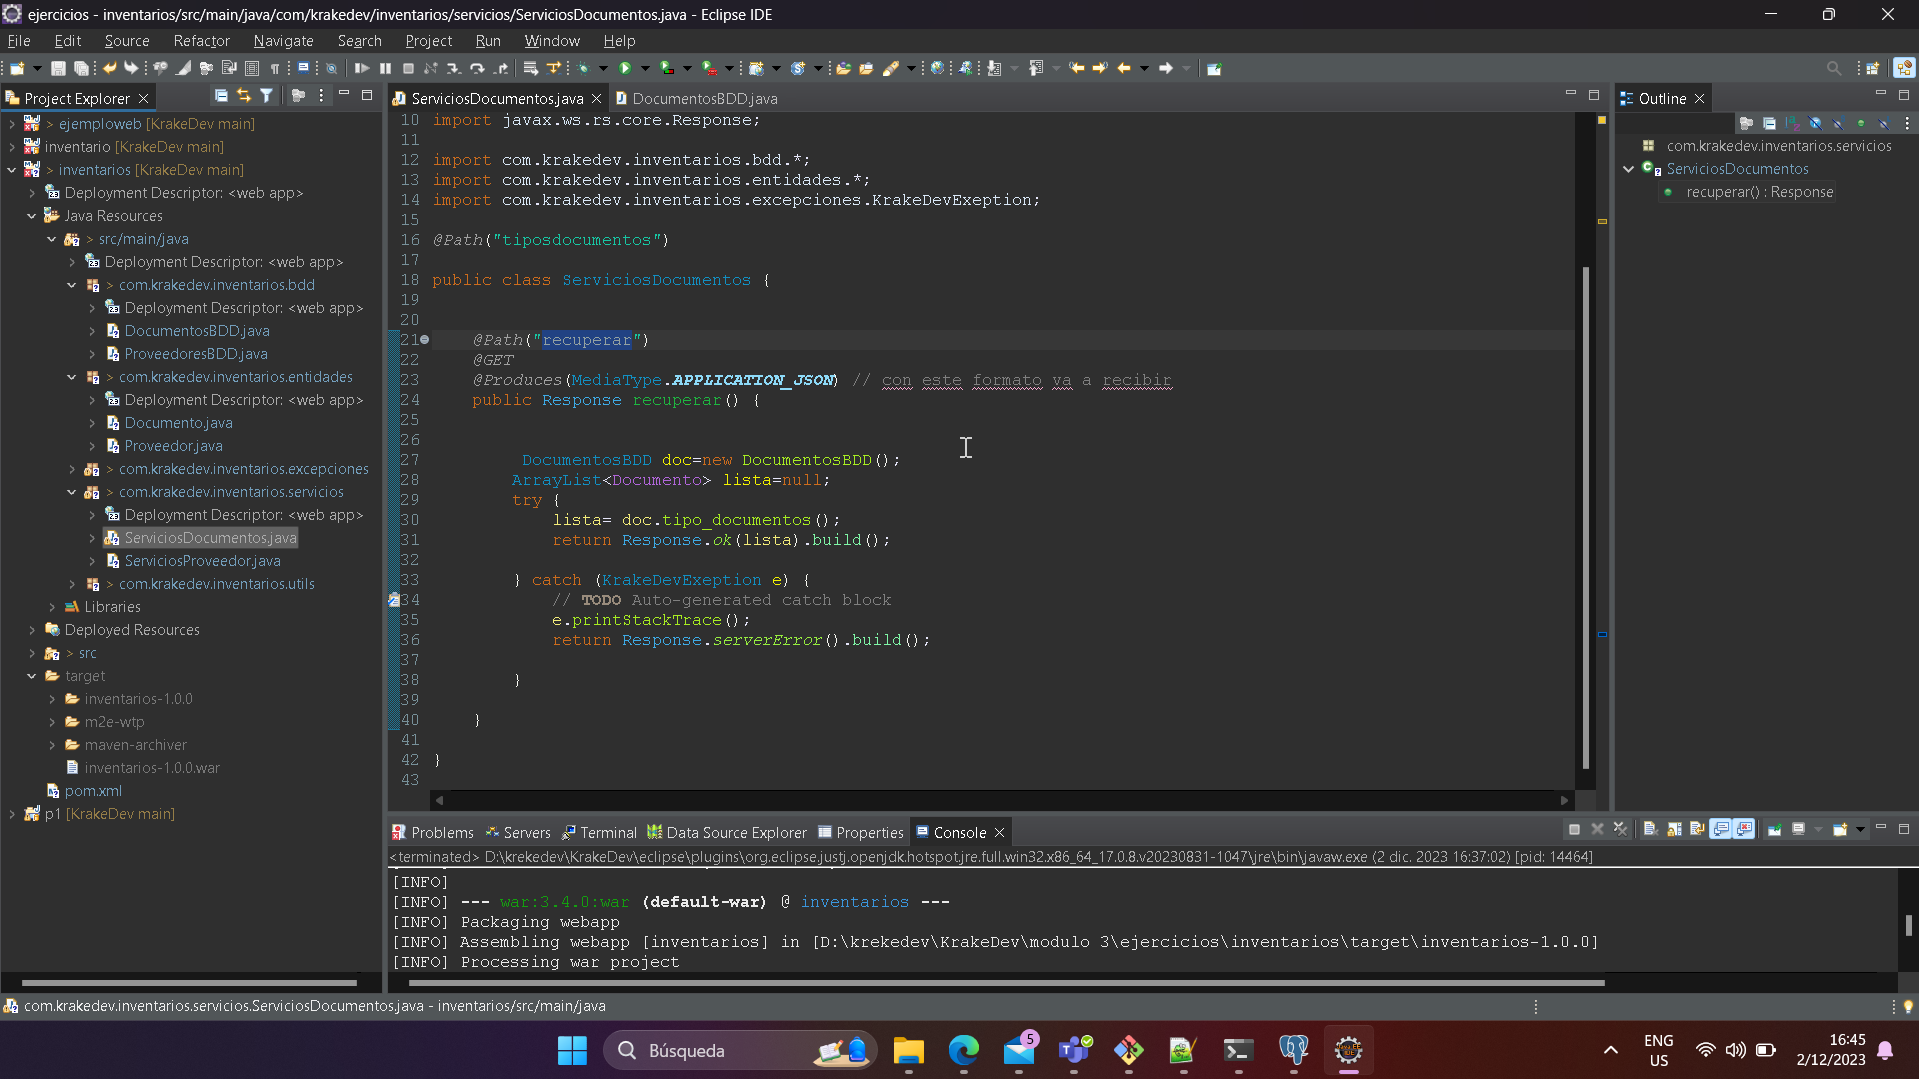 ejercicios - inventarios/src/main/java/com/krakedev/inventarios/servicios/ServiciosDocumentos.java - Eclipse IDE
File Edit Source Refactor Navigate Search Project Run Window Help
Project Explorer
> ejemploweb [KrakeDev main]
inventario [KrakeDev main]
> inventarios [KrakeDev main]
Deployment Descriptor: <web app>
Java Resources
> src/main/java
Deployment Descriptor: <web app>
> com.krakedev.inventarios.bdd
Deployment Descriptor: <web app>
DocumentosBDD.java
ProveedoresBDD.java
> com.krakedev.inventarios.entidades
Deployment Descriptor: <web app>
Documento.java
Proveedor.java
> com.krakedev.inventarios.excepciones
> com.krakedev.inventarios.servicios
Deployment Descriptor: <web app>
ServiciosDocumentos.java
ServiciosProveedor.java
> com.krakedev.inventarios.utils
Libraries
Deployed Resources
> src
target
inventarios-1.0.0
m2e-wtp
maven-archiver
inventarios-1.0.0.war
pom.xml
p1 [KrakeDev main]
ServiciosDocumentos.java DocumentosBDD.java
10 import javax.ws.rs.core.Response;
11
12 import com.krakedev.inventarios.bdd.*;
13 import com.krakedev.inventarios.entidades.*;
14 import com.krakedev.inventarios.excepciones.KrakeDevExeption;
15
16 @Path("tiposdocumentos")
17
18 public class ServiciosDocumentos {
19
20
21 @Path("recuperar")
22 @GET
23 @Produces(MediaType.APPLICATION_JSON) // con este formato va a recibir
24 public Response recuperar() {
25
26
27 DocumentosBDD doc=new DocumentosBDD();
28 ArrayList<Documento> lista=null;
29 try {
30 lista= doc.tipo_documentos();
31 return Response.ok(lista).build();
32
33 } catch (KrakeDevExeption e) {
34 // TODO Auto-generated catch block
35 e.printStackTrace();
36 return Response.serverError().build();
37
38 }
39
40 }
41
42 }
43
Outline
com.krakedev.inventarios.servicios
ServiciosDocumentos
recuperar() : Response
Problems Servers Terminal Data Source Explorer Properties Console
<terminated> D:\krekedev\KrakeDev\eclipse\plugins\org.eclipse.justj.openjdk.hotspot.jre.full.win32.x86_64_17.0.8.v20230831-1047\jre\bin\javaw.exe (2 dic. 2023 16:37:02) [pid: 14464]
[INFO]
[INFO] --- war:3.4.0:war (default-war) @ inventarios ---
[INFO] Packaging webapp
[INFO] Assembling webapp [inventarios] in [D:\krekedev\KrakeDev\modulo 3\ejercicios\inventarios\target\inventarios-1.0.0]
[INFO] Processing war project
com.krakedev.inventarios.servicios.ServiciosDocumentos.java - inventarios/src/main/java
Búsqueda
5
ENG
US
16:45
2/12/2023